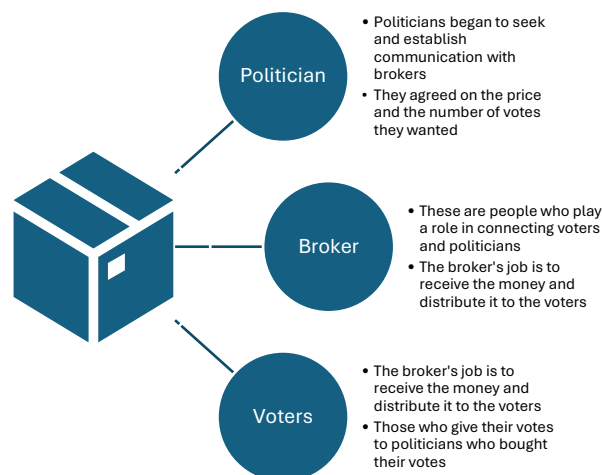 Politician
• Politicians began to seek
and establish
communication with
brokers
• They agreed on the price
and the number of votes
they wanted
Broker
• These are people who play
a role in connecting voters
and politicians
• The broker's job is to
receive the money and
distribute it to the voters
Voters
• The broker's job is to
receive the money and
distribute it to the voters
• Those who give their votes
to politicians who bought
their votes